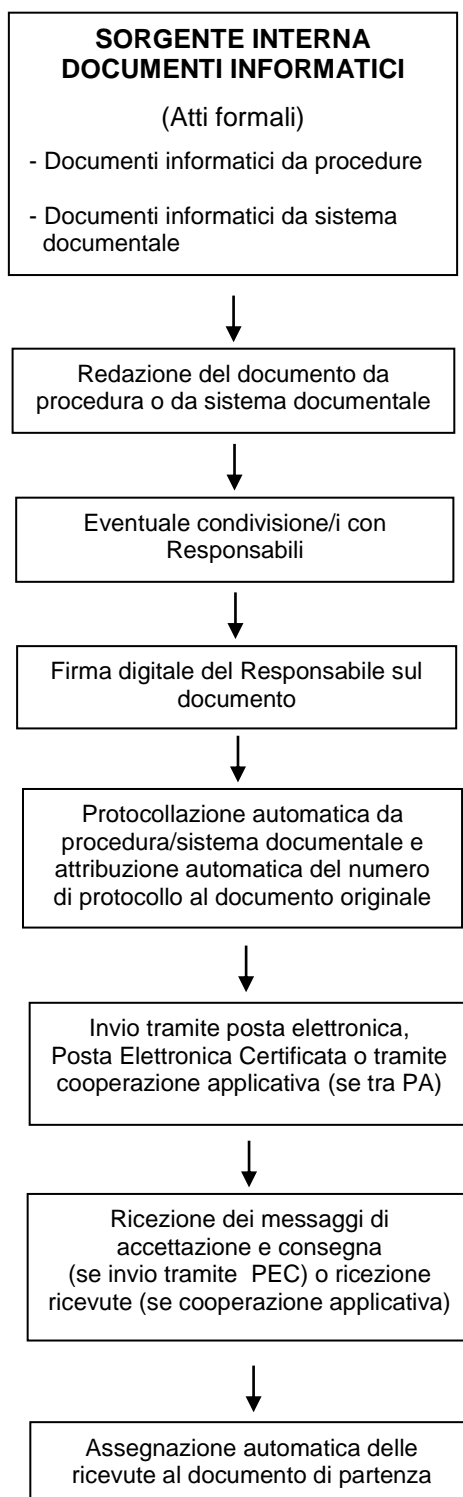 SORGENTE INTERNA
DOCUMENTI INFORMATICI
(Atti formali)
- Documenti informatici da procedure
- Documenti informatici da sistema
documentale
Redazione del documento da
procedura o da sistema documentale
Eventuale condivisione/i con
Responsabili
Firma digitale del Responsabile sul
documento
Protocollazione automatica da
procedura/sistema documentale e
attribuzione automatica del numero
di protocollo al documento originale
Invio tramite posta elettronica,
Posta Elettronica Certificata o tramite
cooperazione applicativa (se tra PA)
Ricezione dei messaggi di
accettazione e consegna
(se invio tramite PEC) o ricezione
ricevute (se cooperazione applicativa)
Assegnazione automatica delle
ricevute al documento di partenza